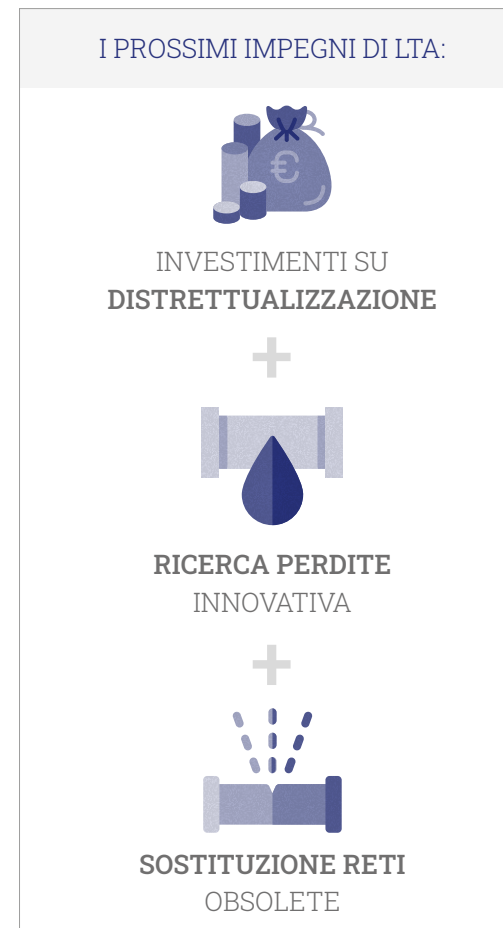 I PROSSIMI IMPEGNI DI LTA:
€
INVESTIMENTI SU
DISTRETTUALIZZAZIONE
+
RICERCA PERDITE
INNOVATIVA
+
SOSTITUZIONE RETI
OBSOLETE